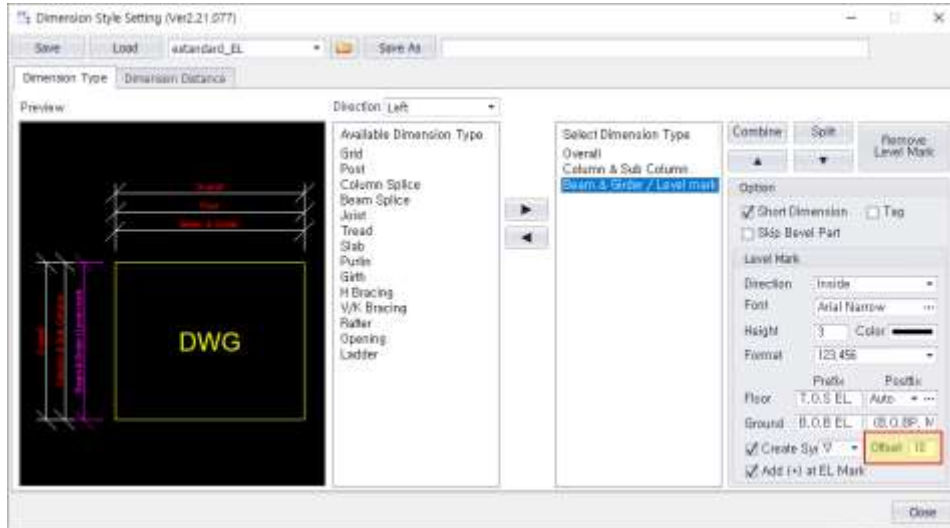 Dimension Style Setting (Ver2.21.077)
Save Load extandard_EL Save As
Dimension Type Dimension Distance
Preview
Direction Left
Available Dimension Type
Grid
Post
Column Splice
Beam Splice
Joist
Tread
Slab
Purlin
Girth
H Bracing
V/K Bracing
Rafter
Opening
Ladder
Select Dimension Type
Overall
Column & Sub Column
Beam & Girder / Level mark
Combine Split Remove Level Mark
Option
Short Dimension Tag
Skip Bevel Part
Level Mark
Direction Inside
Font Arial Narrow ...
Height 3 Color
Format 123,456
Prefix Postfix
Floor T.O.S EL. Auto ...
Ground B.O.B EL. (B.O.BP, M
Create Syr ∇ Offset 10
Add (+) at EL Mark
DWG
Close